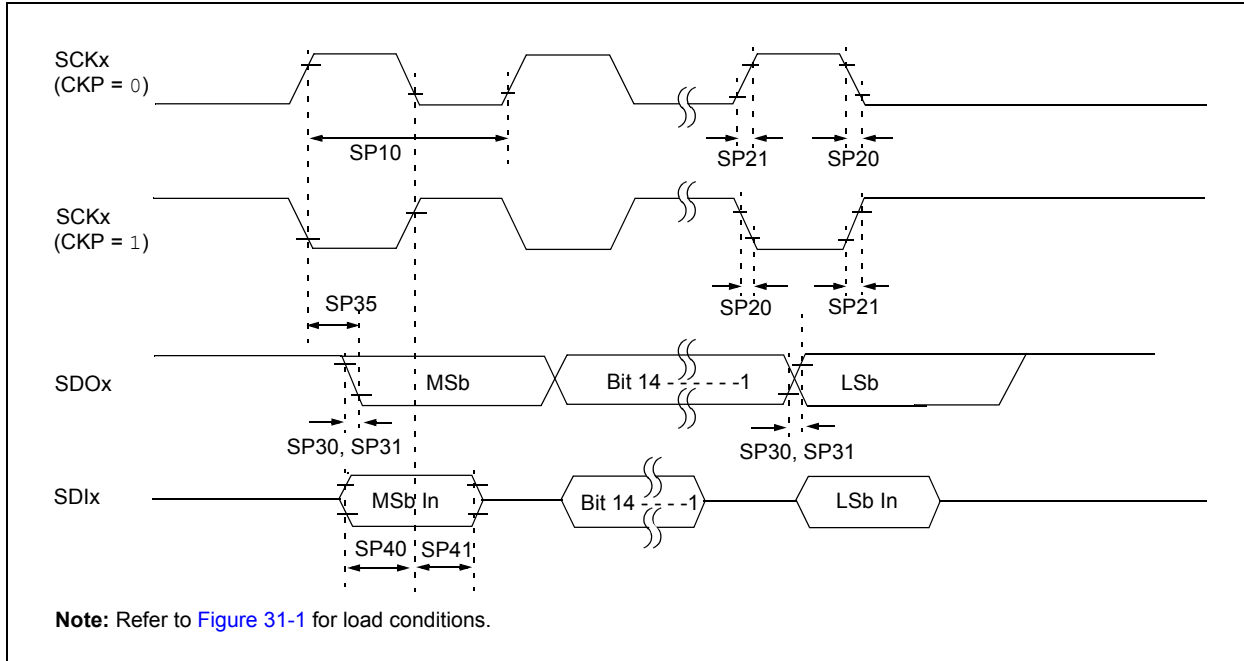 SCKx
(CKP = 0)
SP10
SP21
SP20
SCKx
(CKP = 1)
SP35
SP20
SP21
SDOx
MSb
Bit 14 - - - - - -1
LSb
SP30, SP31
SP30, SP31
SDIx
MSb In
Bit 14 - - - -1
LSb In
SP40
SP41
Note: Refer to Figure 31-1 for load conditions.